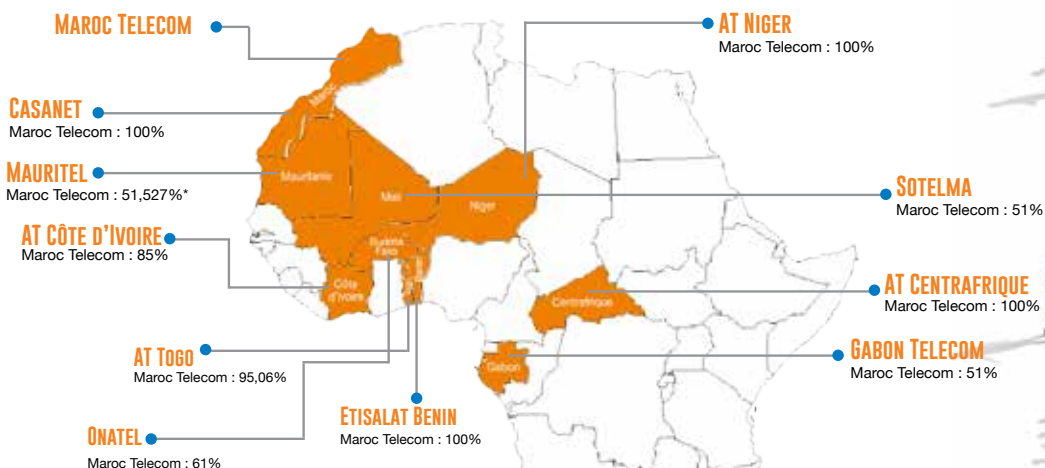 MAROC TELECOM
AT NIGER
Maroc Telecom : 100%
CASANET
Maroc Telecom : 100%
Maroc
MAURITEL
Maroc Telecom : 51,527%*
Mauritanie
Mali
Niger
SOTELMA
Maroc Telecom : 51%
AT CÔTE D'IVOIRE
Maroc Telecom : 85%
Burkina
Faso
Côte
d'Ivoire
Centrafrique
AT CENTRAFRIQUE
Maroc Telecom : 100%
AT TOGO
Maroc Telecom : 95,06%
Gabon
GABON TELECOM
Maroc Telecom : 51%
ETISALAT BENIN
Maroc Telecom : 100%
ONATEL
Maroc Telecom : 61%